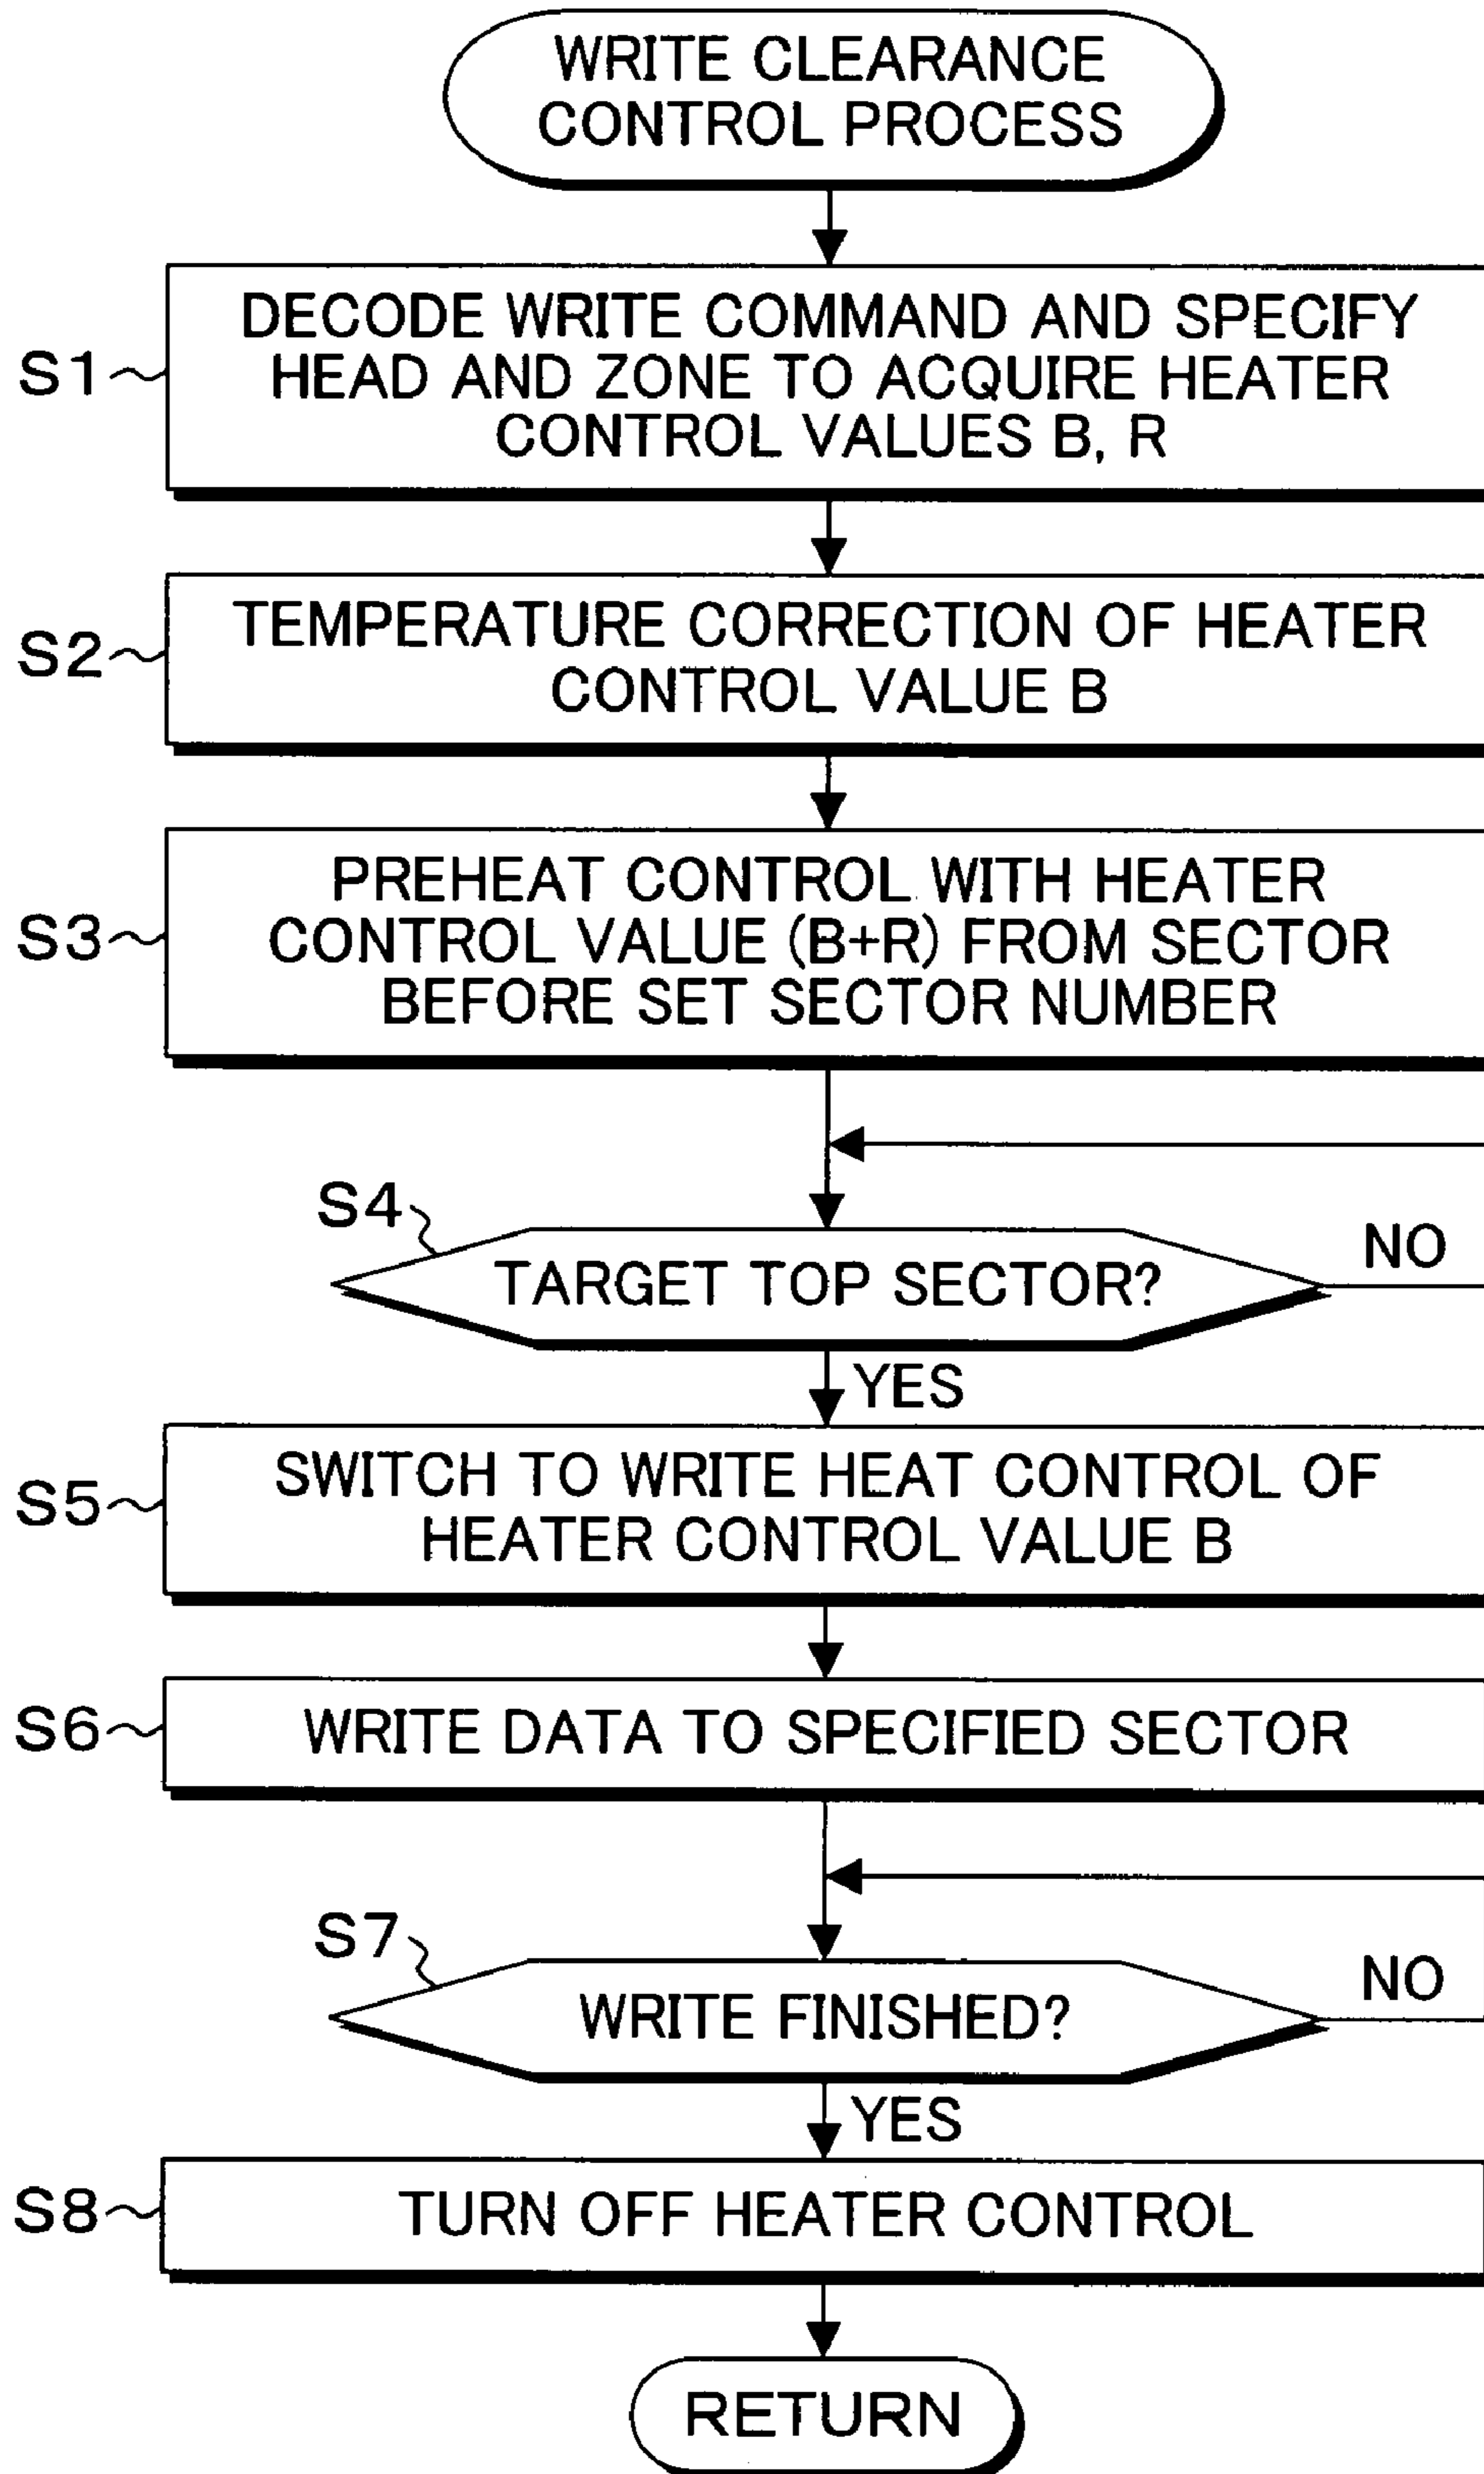 WRITE CLEARANCE
CONTROL PROCESS
S1
DECODE WRITE COMMAND AND SPECIFY
HEAD AND ZONE TO ACQUIRE HEATER
CONTROL VALUES B, R
S2
TEMPERATURE CORRECTION OF HEATER
CONTROL VALUE B
S3
PREHEAT CONTROL WITH HEATER
CONTROL VALUE (B+R) FROM SECTOR
BEFORE SET SECTOR NUMBER
S4
TARGET TOP SECTOR?
NO
YES
S5
SWITCH TO WRITE HEAT CONTROL OF
HEATER CONTROL VALUE B
S6
WRITE DATA TO SPECIFIED SECTOR
S7
WRITE FINISHED?
NO
YES
S8
TURN OFF HEATER CONTROL
RETURN